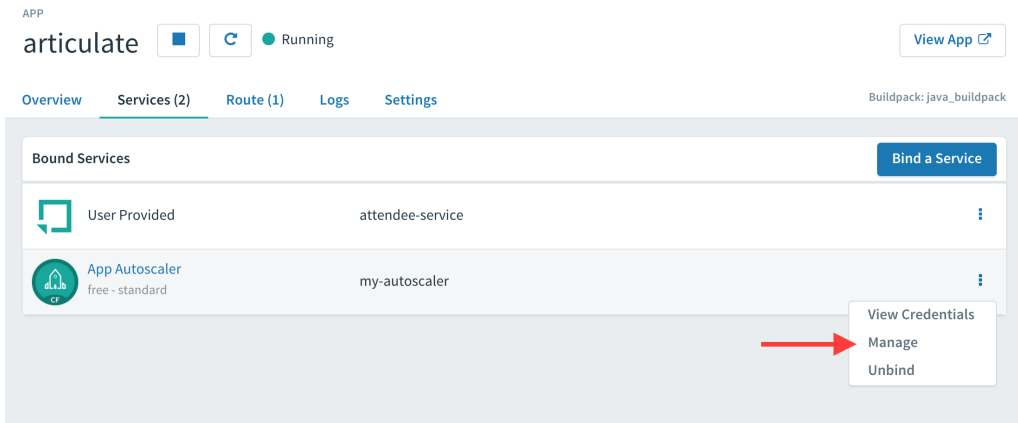 APP
articulate
Running
View App
Overview
Services (2)
Route (1)
Logs
Settings
Buildpack: java_buildpack
Bound Services
Bind a Service
User Provided
attendee-service
App Autoscaler
free - standard
my-autoscaler
CF
View Credentials
Manage
Unbind